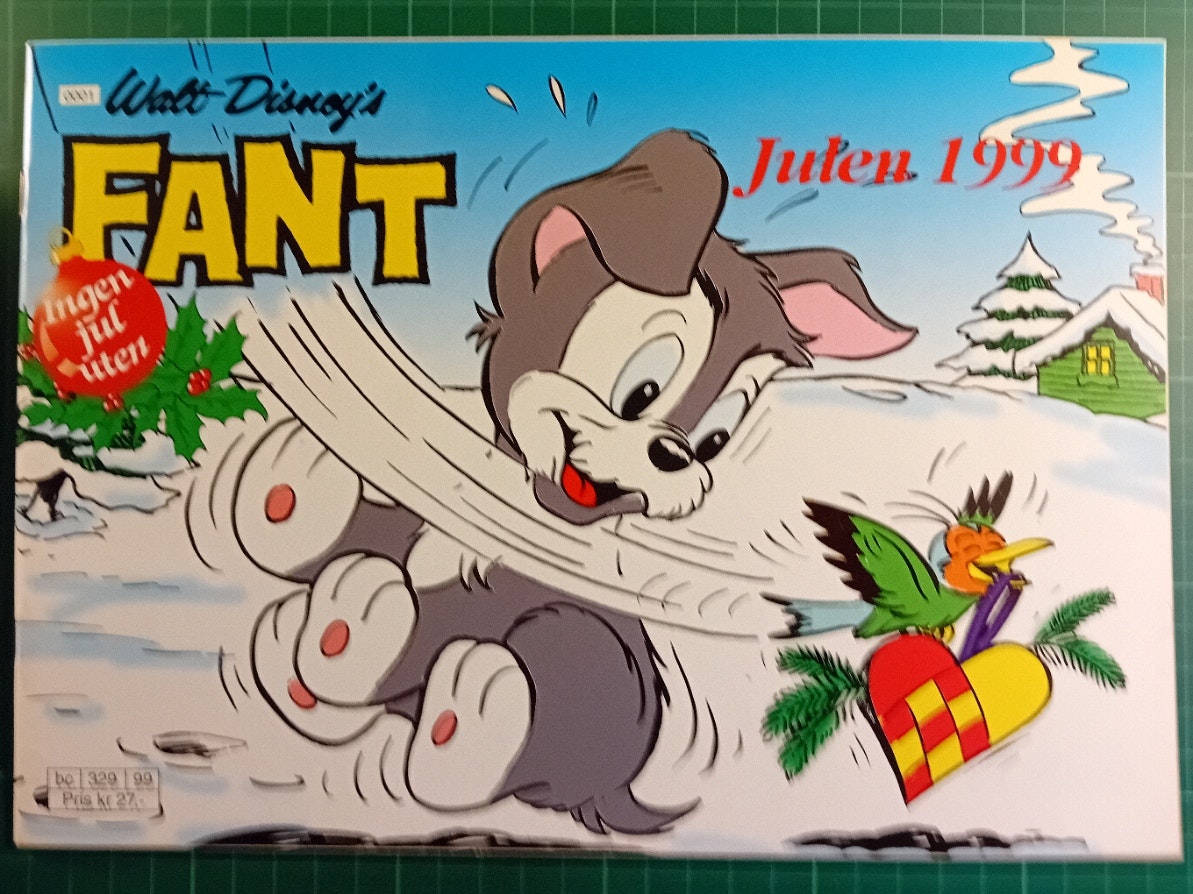 0001
Walt Disney's
FANT
Julen 1999
Ingen
jul
uten
bc 329 99
Pris kr 27,-